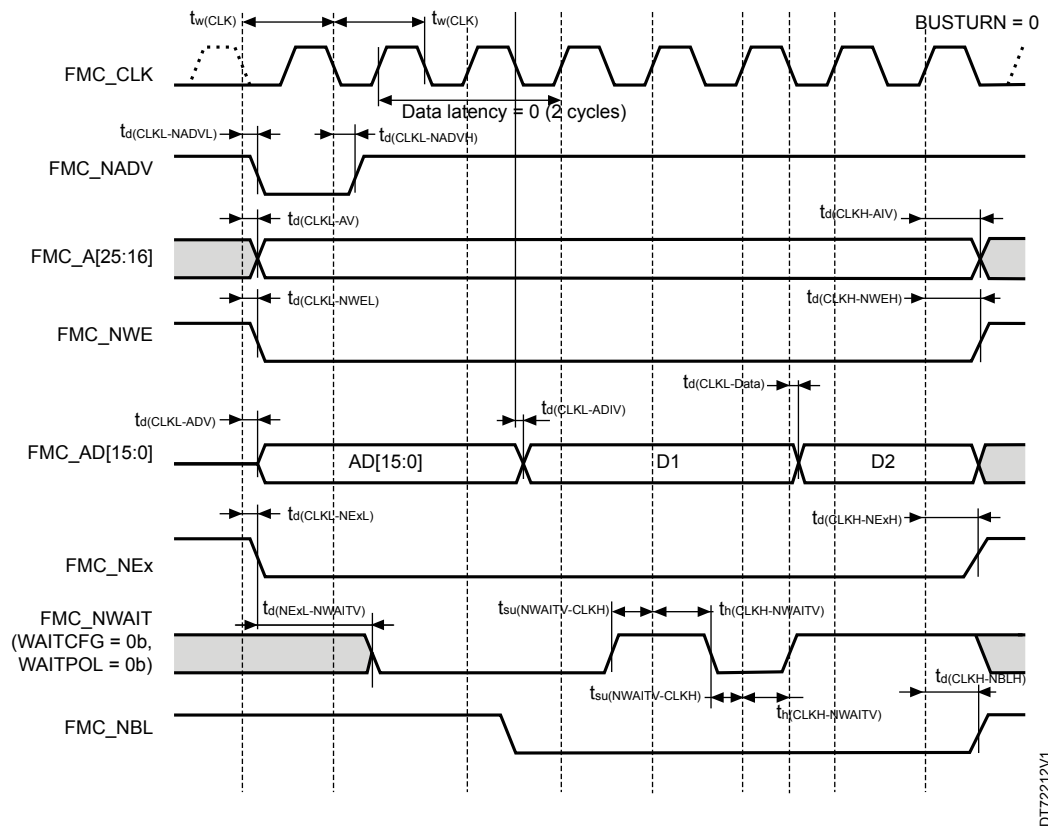 tw(CLK)
tw(CLK)
BUSTURN = 0
FMC_CLK
Data latency = 0 (2 cycles)
td(CLKL-NADVL)
td(CLKL-NADVH)
FMC_NADV
td(CLKL-AV)
td(CLKH-AIV)
FMC_A[25:16]
td(CLKL-NWEL)
td(CLKH-NWEH)
FMC_NWE
td(CLKL-Data)
td(CLKL-ADV)
td(CLKL-ADIV)
FMC_AD[15:0]
AD[15:0]
D1
D2
td(CLKL-NExL)
td(CLKH-NExH)
FMC_NEx
td(NExL-NWAITV)
tsu(NWAITV-CLKH)
th(CLKH-NWAITV)
FMC_NWAIT
(WAITCFG = 0b,
WAITPOL = 0b)
td(CLKH-NBLH)
tsu(NWAITV-CLKH)
th(CLKH-NWAITV)
FMC_NBL
DT72212V1